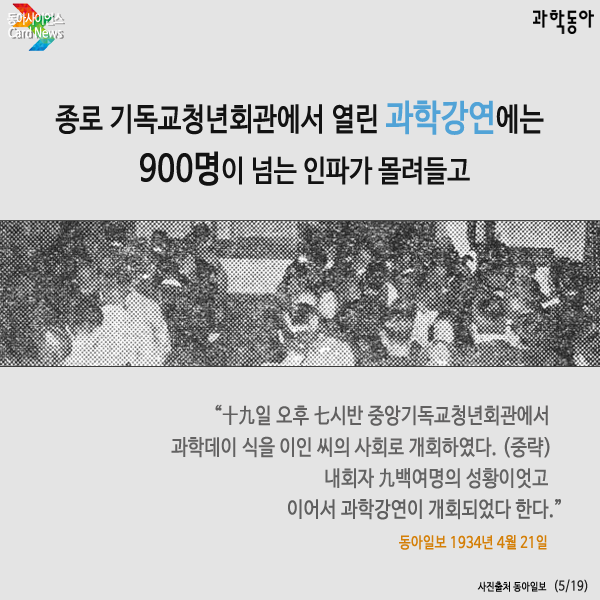 동아사이언스
Card News
과학동아
종로 기독교청년회관에서 열린 과학강연에는
900명이 넘는 인파가 몰려들고
“十九일 오후 七시반 중앙기독교청년회관에서
과학데이 식을 이인 씨의 사회로 개회하였다. (중략)
내회자 九백여명의 성황이엇고
이어서 과학강연이 개회되었다 한다.”
동아일보 1934년 4월 21일
사진출처 동아일보 (5/19)